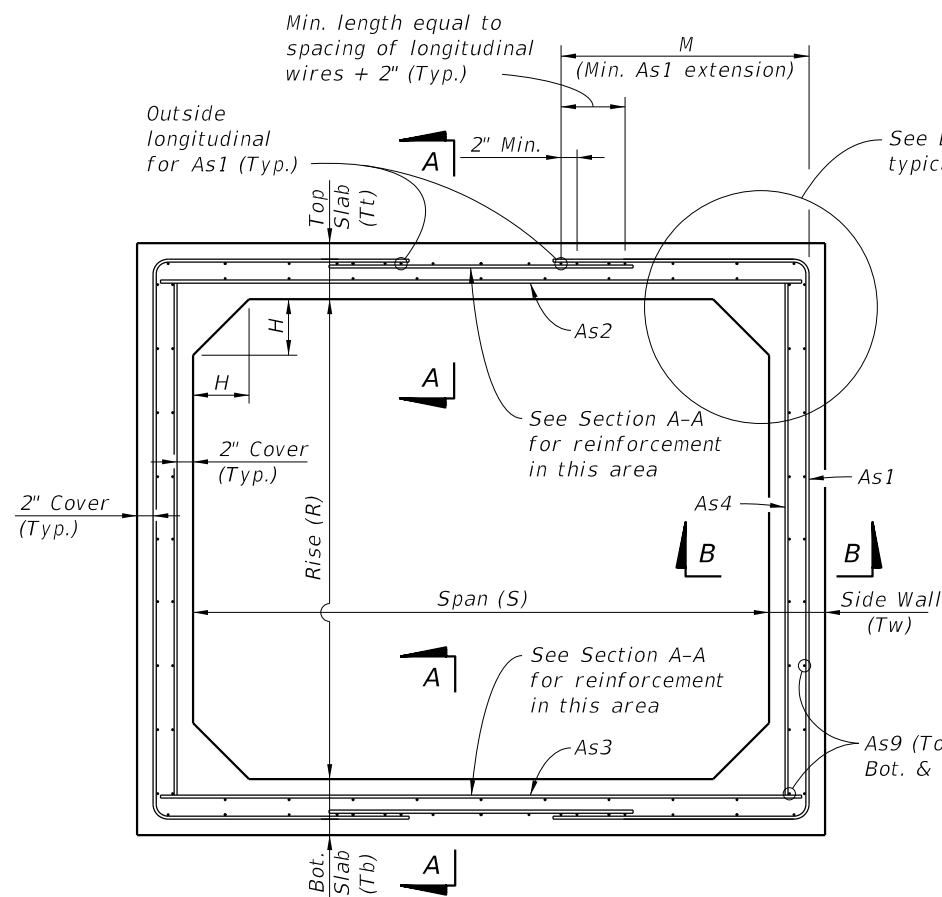 Min. length equal to
spacing of longitudinal
wires + 2" (Typ.)
M
(Min. As1 extension)
Outside
longitudinal
for As1 (Typ.)
A
2" Min.
See
typic
Top
Slab
(Tt)
H
H
As2
A
See Section A-A
for reinforcement
in this area
2" Cover
(Typ.)
2" Cover
(Typ.)
As1
As4
Rise (R)
B
B
Span (S)
Side Wall
(Tw)
A
See Section A-A
for reinforcement
in this area
As3
As9 (To
Bot. &
Bot.
Slab
(Tb)
A